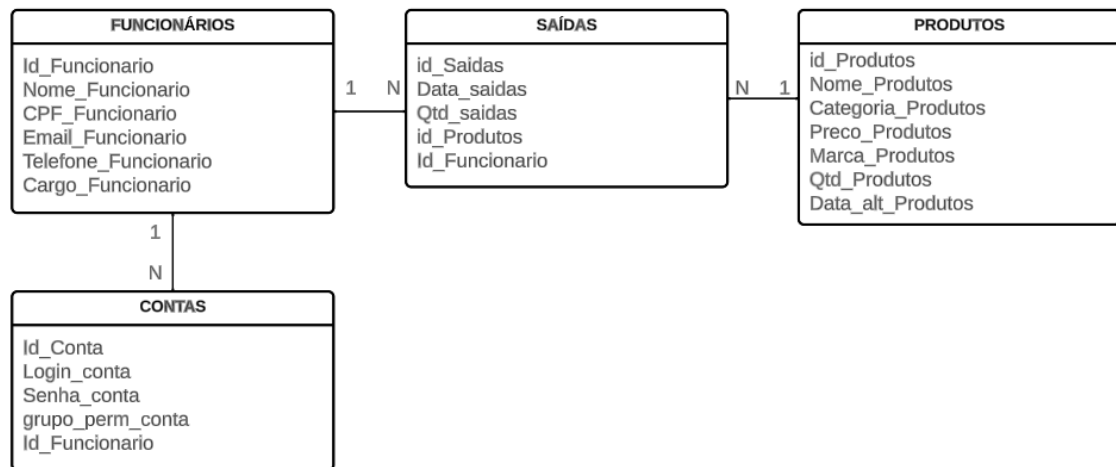 FUNCIONÁRIOS
Id_Funcionario
Nome_Funcionario
CPF_Funcionario
Email_Funcionario
Telefone_Funcionario
Cargo_Funcionario
1 N
SAÍDAS
id_Saidas
Data_saidas
Qtd_saidas
id_Produtos
Id_Funcionario
N 1
PRODUTOS
id_Produtos
Nome_Produtos
Categoria_Produtos
Preco_Produtos
Marca_Produtos
Qtd_Produtos
Data_alt_Produtos
1
N
CONTAS
Id_Conta
Login_conta
Senha_conta
grupo_perm_conta
Id_Funcionario